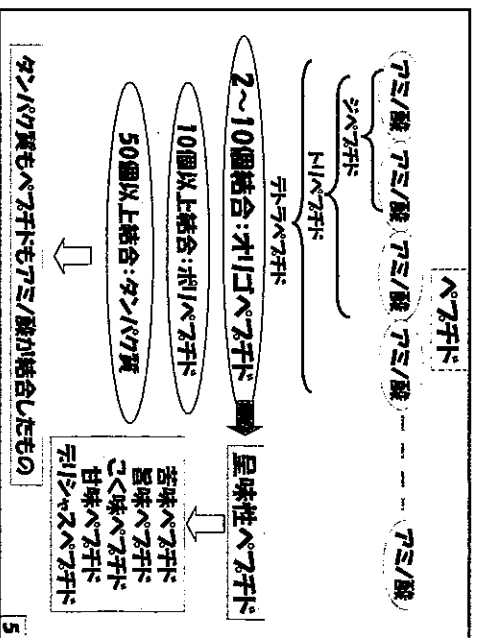 ペプチド
アミノ酸 アミノ酸 アミノ酸 アミノ酸 - - - - アミノ酸
ジペプチド
トリペプチド
テトラペプチド
2～10個結合:オリゴペプチド
呈味性ペプチド
10個以上結合:ポリペプチド
50個以上結合:タンパク質
苦味ペプチド
旨味ペプチド
こく味ペプチド
甘味ペプチド
デリシャスペプチド
タンパク質もペプチドもアミノ酸が結合したもの
5